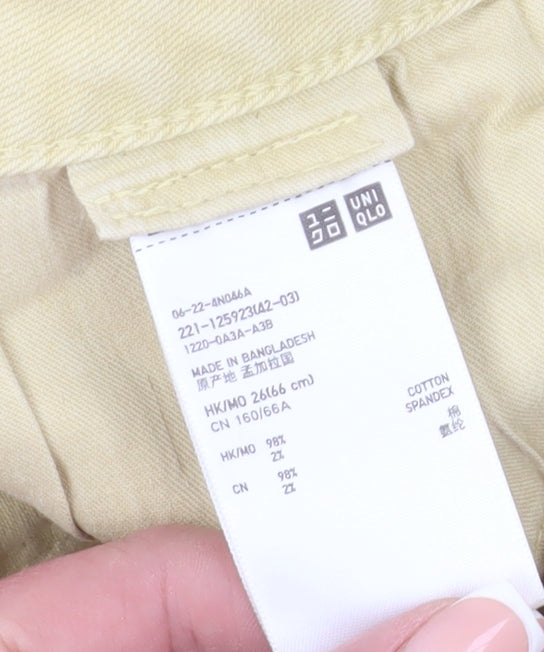 ユニ UNI
クロ QLO
06-22-4N046A
221-125923(42-03)
1220-0A3A-A3B
MADE IN BANGLADESH
原产地 孟加拉国
HK/MO 26(66 cm)
CN 160/66A
COTTON
SPANDEX
棉
氨纶
HK/MO 98%
2%
CN 98%
2%